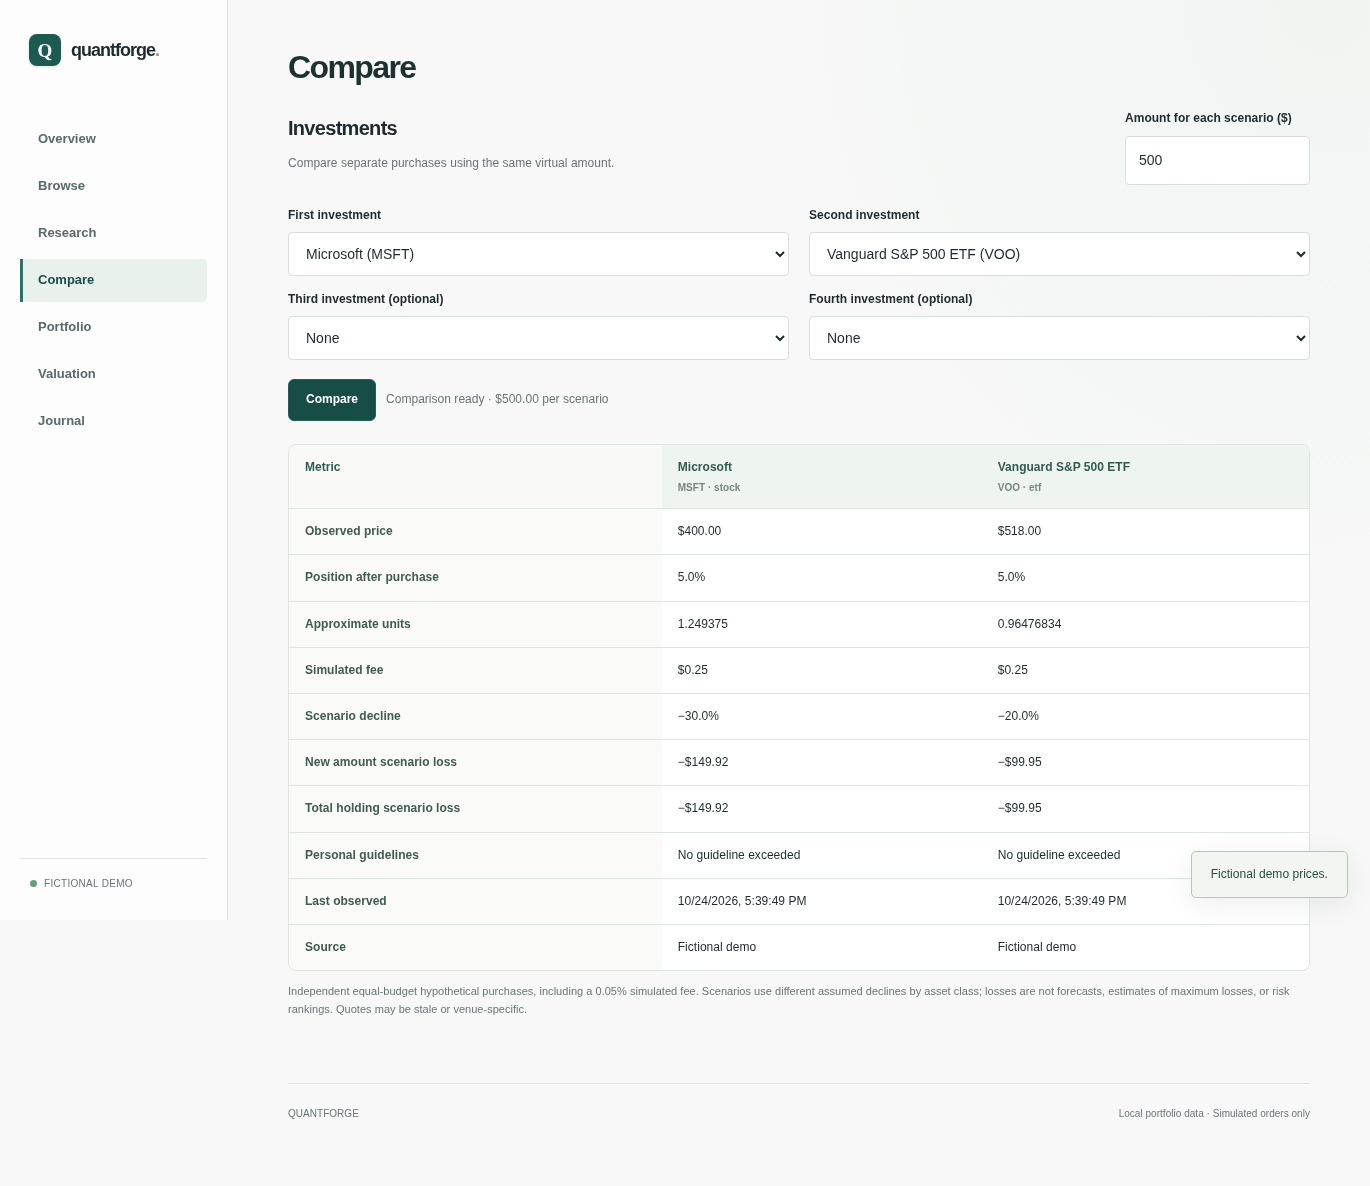 Q quantforge.
Overview
Browse
Research
Compare
Portfolio
Valuation
Journal
FICTIONAL DEMO
Compare
Investments
Compare separate purchases using the same virtual amount.
Amount for each scenario ($)
500
First investment
Microsoft (MSFT)
Second investment
Vanguard S&P 500 ETF (VOO)
Third investment (optional)
None
Fourth investment (optional)
None
Compare Comparison ready · $500.00 per scenario
Metric Microsoft Vanguard S&P 500 ETF
MSFT · stock VOO · etf
Observed price $400.00 $518.00
Position after purchase 5.0% 5.0%
Approximate units 1.249375 0.96476834
Simulated fee $0.25 $0.25
Scenario decline −30.0% −20.0%
New amount scenario loss −$149.92 −$99.95
Total holding scenario loss −$149.92 −$99.95
Personal guidelines No guideline exceeded No guideline exceeded
Fictional demo prices.
Last observed 10/24/2026, 5:39:49 PM 10/24/2026, 5:39:49 PM
Source Fictional demo Fictional demo
Independent equal-budget hypothetical purchases, including a 0.05% simulated fee. Scenarios use different assumed declines by asset class; losses are not forecasts, estimates of maximum losses, or risk
rankings. Quotes may be stale or venue-specific.
QUANTFORGE Local portfolio data · Simulated orders only